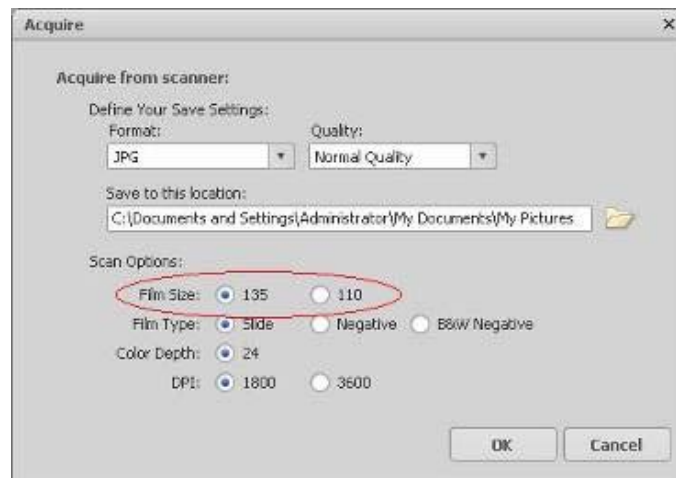 Acquire
Acquire from scanner:
Define Your Save Settings:
Format: Quality:
JPG Normal Quality
Save to this location:
C:\Documents and Settings\Administrator\My Documents\My Pictures
Scan Options:
Film Size: 135 110
Film Type: Slide Negative B&W Negative
Color Depth: 24
DPI: 1800 3600
OK Cancel